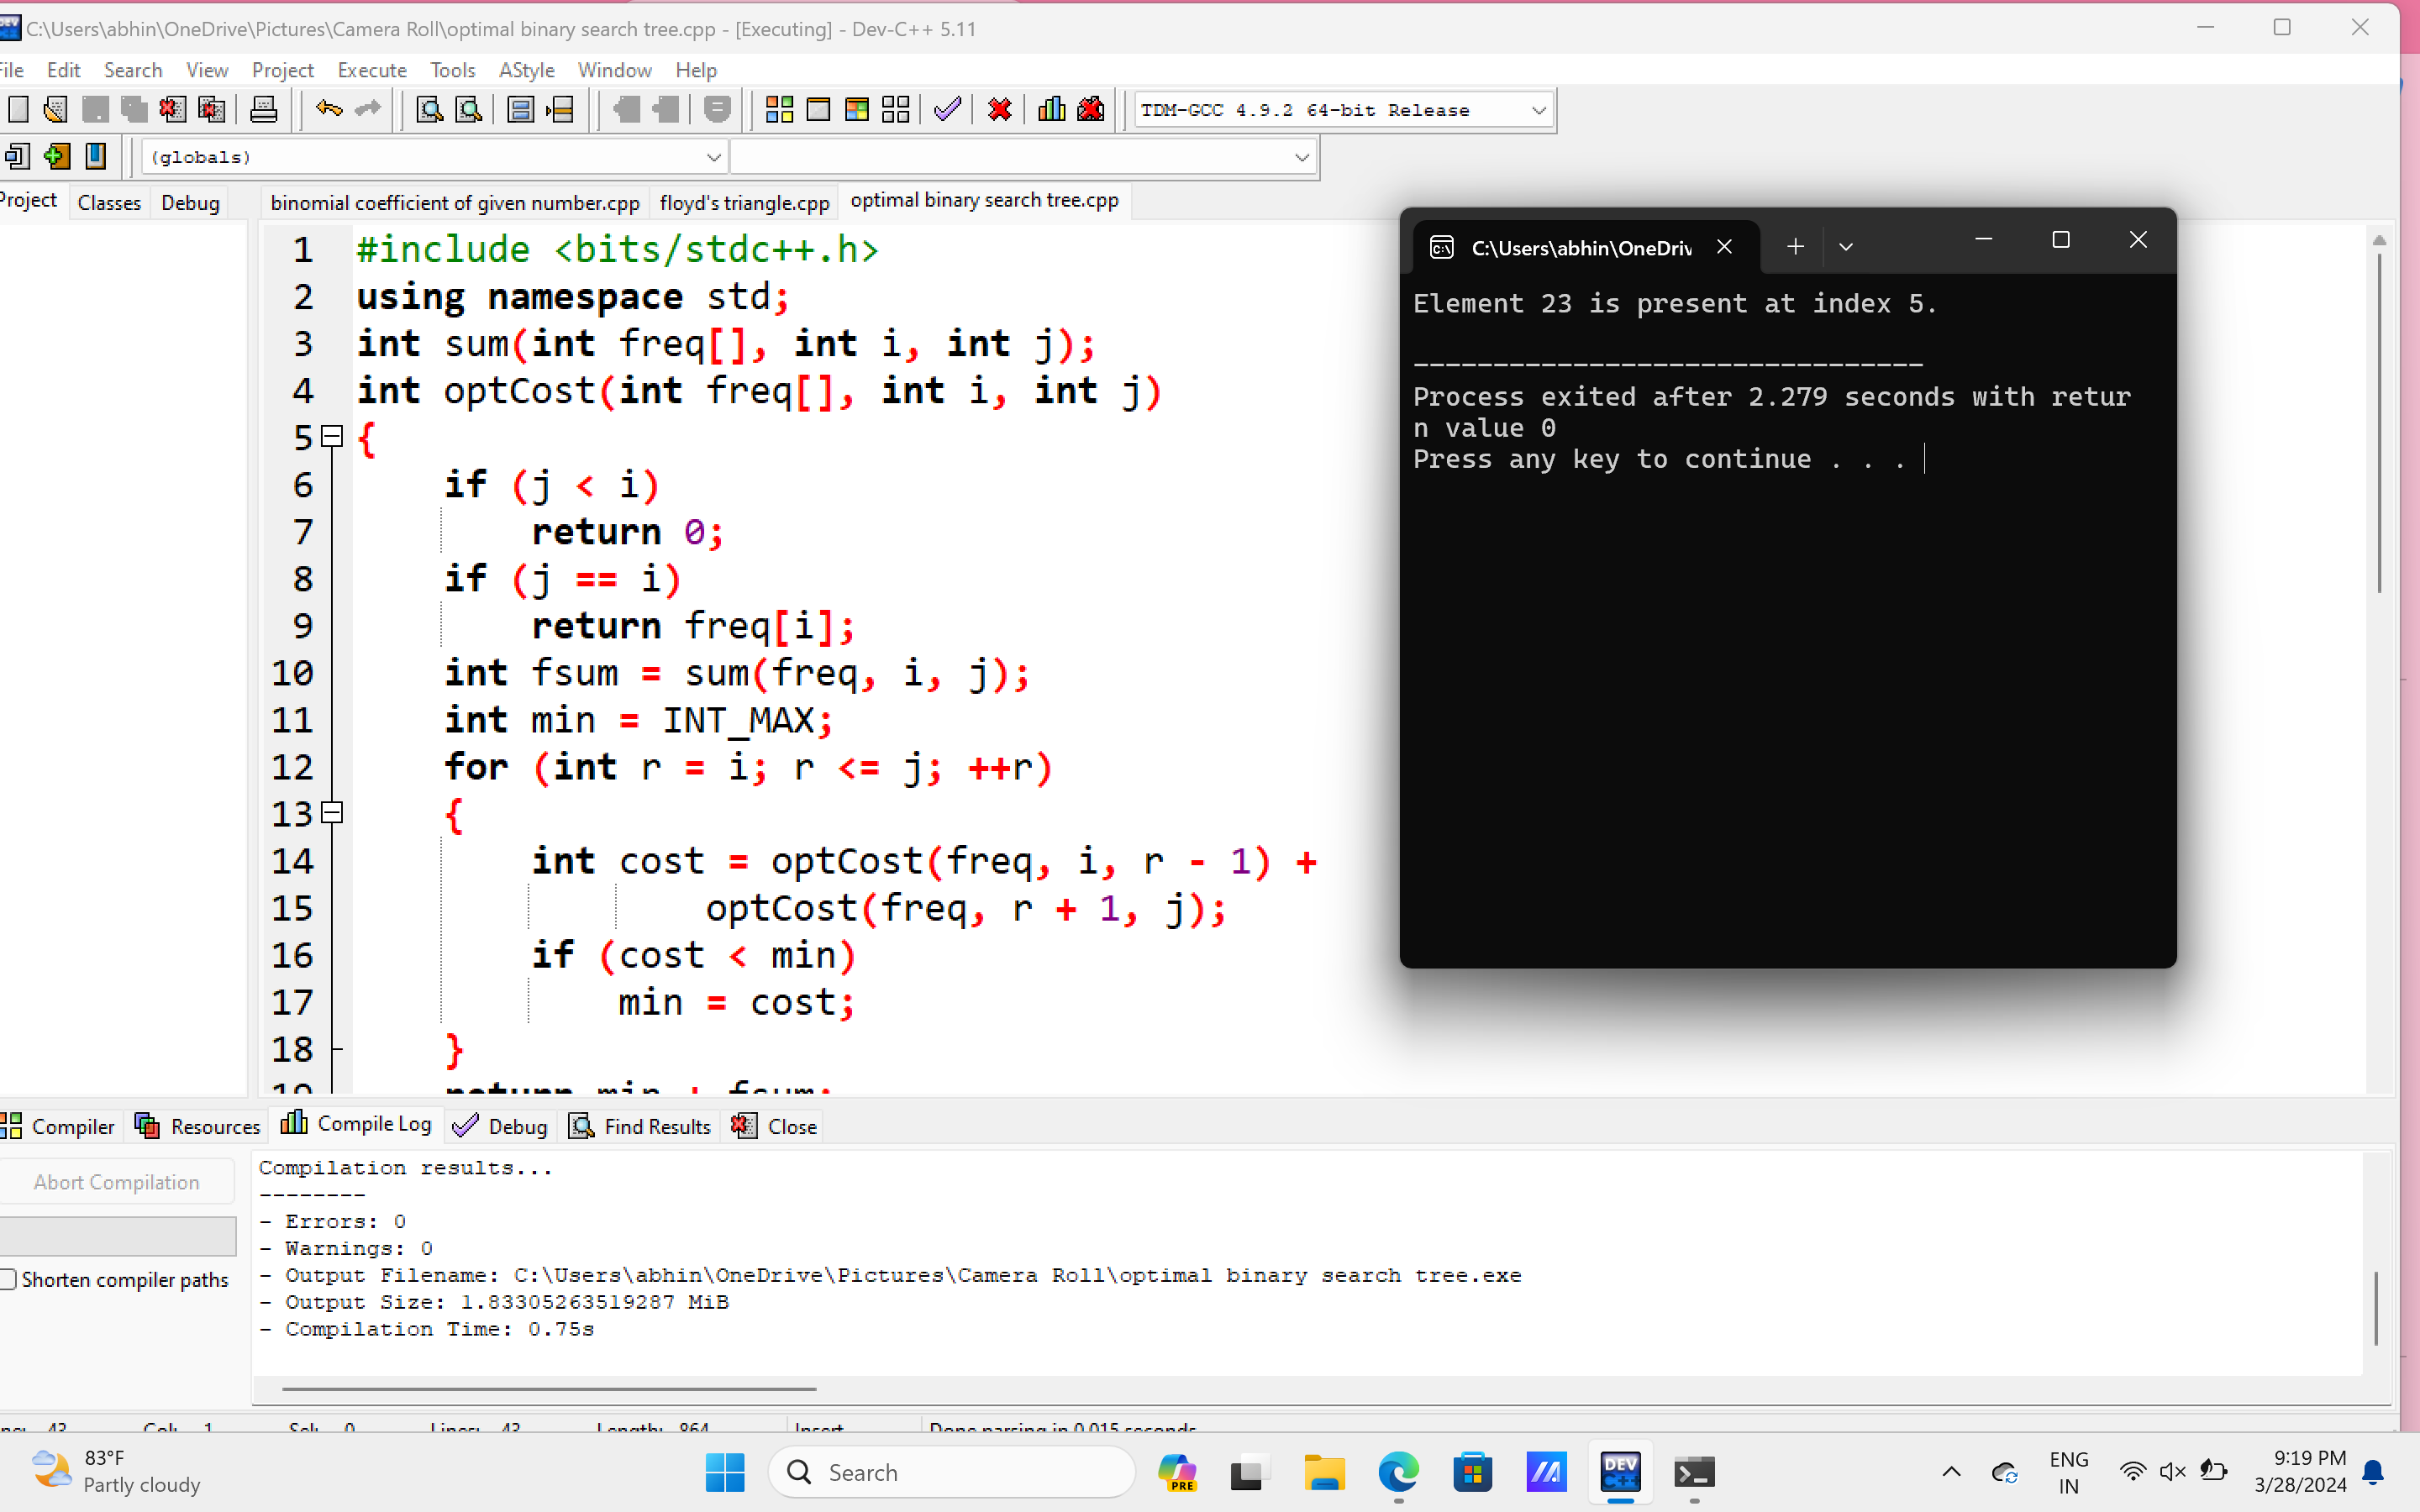 C:\Users\abhin\OneDrive\Pictures\Camera Roll\optimal binary search tree.cpp - [Executing] - Dev-C++ 5.11
Edit Search View Project Execute Tools AStyle Window Help
TDM-GCC 4.9.2 64-bit Release
(globals)
Project Classes Debug
binomial coefficient of given number.cpp floyd's triangle.cpp optimal binary search tree.cpp
1 #include <bits/stdc++.h>
2 using namespace std;
3 int sum(int freq[], int i, int j);
4 int optCost(int freq[], int i, int j)
5 {
6 if (j < i)
7 return 0;
8 if (j == i)
9 return freq[i];
10 int fsum = sum(freq, i, j);
11 int min = INT_MAX;
12 for (int r = i; r <= j; ++r)
13 {
14 int cost = optCost(freq, i, r - 1) +
15 optCost(freq, r + 1, j);
16 if (cost < min)
17 min = cost;
18 }
19 return min + fsum;
C:\Users\abhin\OneDriv
Element 23 is present at index 5.
--------------------------------
Process exited after 2.279 seconds with retur
n value 0
Press any key to continue . . .
Compiler Resources Compile Log Debug Find Results Close
Abort Compilation
Shorten compiler paths
Compilation results...
--------
- Errors: 0
- Warnings: 0
- Output Filename: C:\Users\abhin\OneDrive\Pictures\Camera Roll\optimal binary search tree.exe
- Output Size: 1.83305263519287 MiB
- Compilation Time: 0.75s
43 Col: 1 Sel: 0 Lines: 43 Length: 864 Insert Done parsing in 0.015 seconds
83°F
Partly cloudy
Search
PRE
DEV
C++
ENG
IN
9:19 PM
3/28/2024